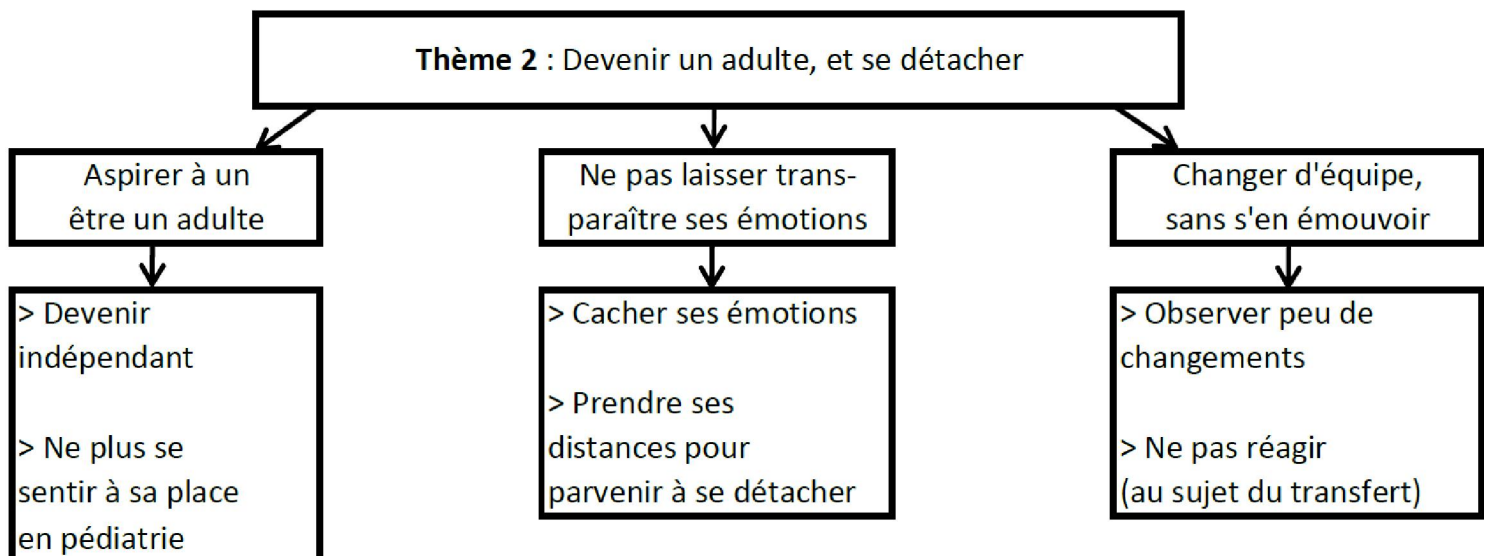 Thème 2 : Devenir un adulte, et se détacher
Aspirer à un
être un adulte
Ne pas laisser trans-
paraître ses émotions
Changer d'équipe,
sans s'en émouvoir
> Devenir
indépendant
> Ne plus se
sentir à sa place
en pédiatrie
> Cacher ses émotions
> Prendre ses
distances pour
parvenir à se détacher
> Observer peu de
changements
> Ne pas réagir
(au sujet du transfert)